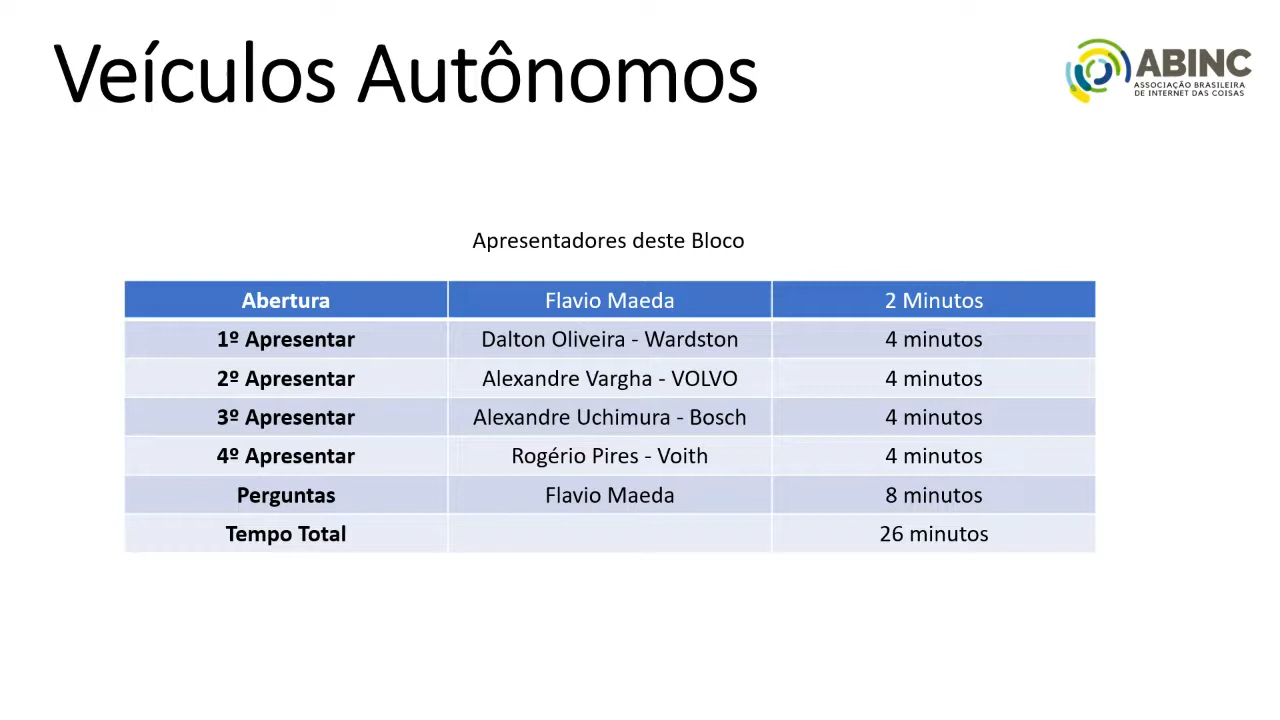 Veículos Autônomos
ABINC
ASSOCIAÇÃO BRASILEIRA
DE INTERNET DAS COISAS
Apresentadores deste Bloco
Abertura Flavio Maeda 2 Minutos
1º Apresentar Dalton Oliveira - Wardston 4 minutos
2º Apresentar Alexandre Vargha - VOLVO 4 minutos
3º Apresentar Alexandre Uchimura - Bosch 4 minutos
4º Apresentar Rogério Pires - Voith 4 minutos
Perguntas Flavio Maeda 8 minutos
Tempo Total 26 minutos